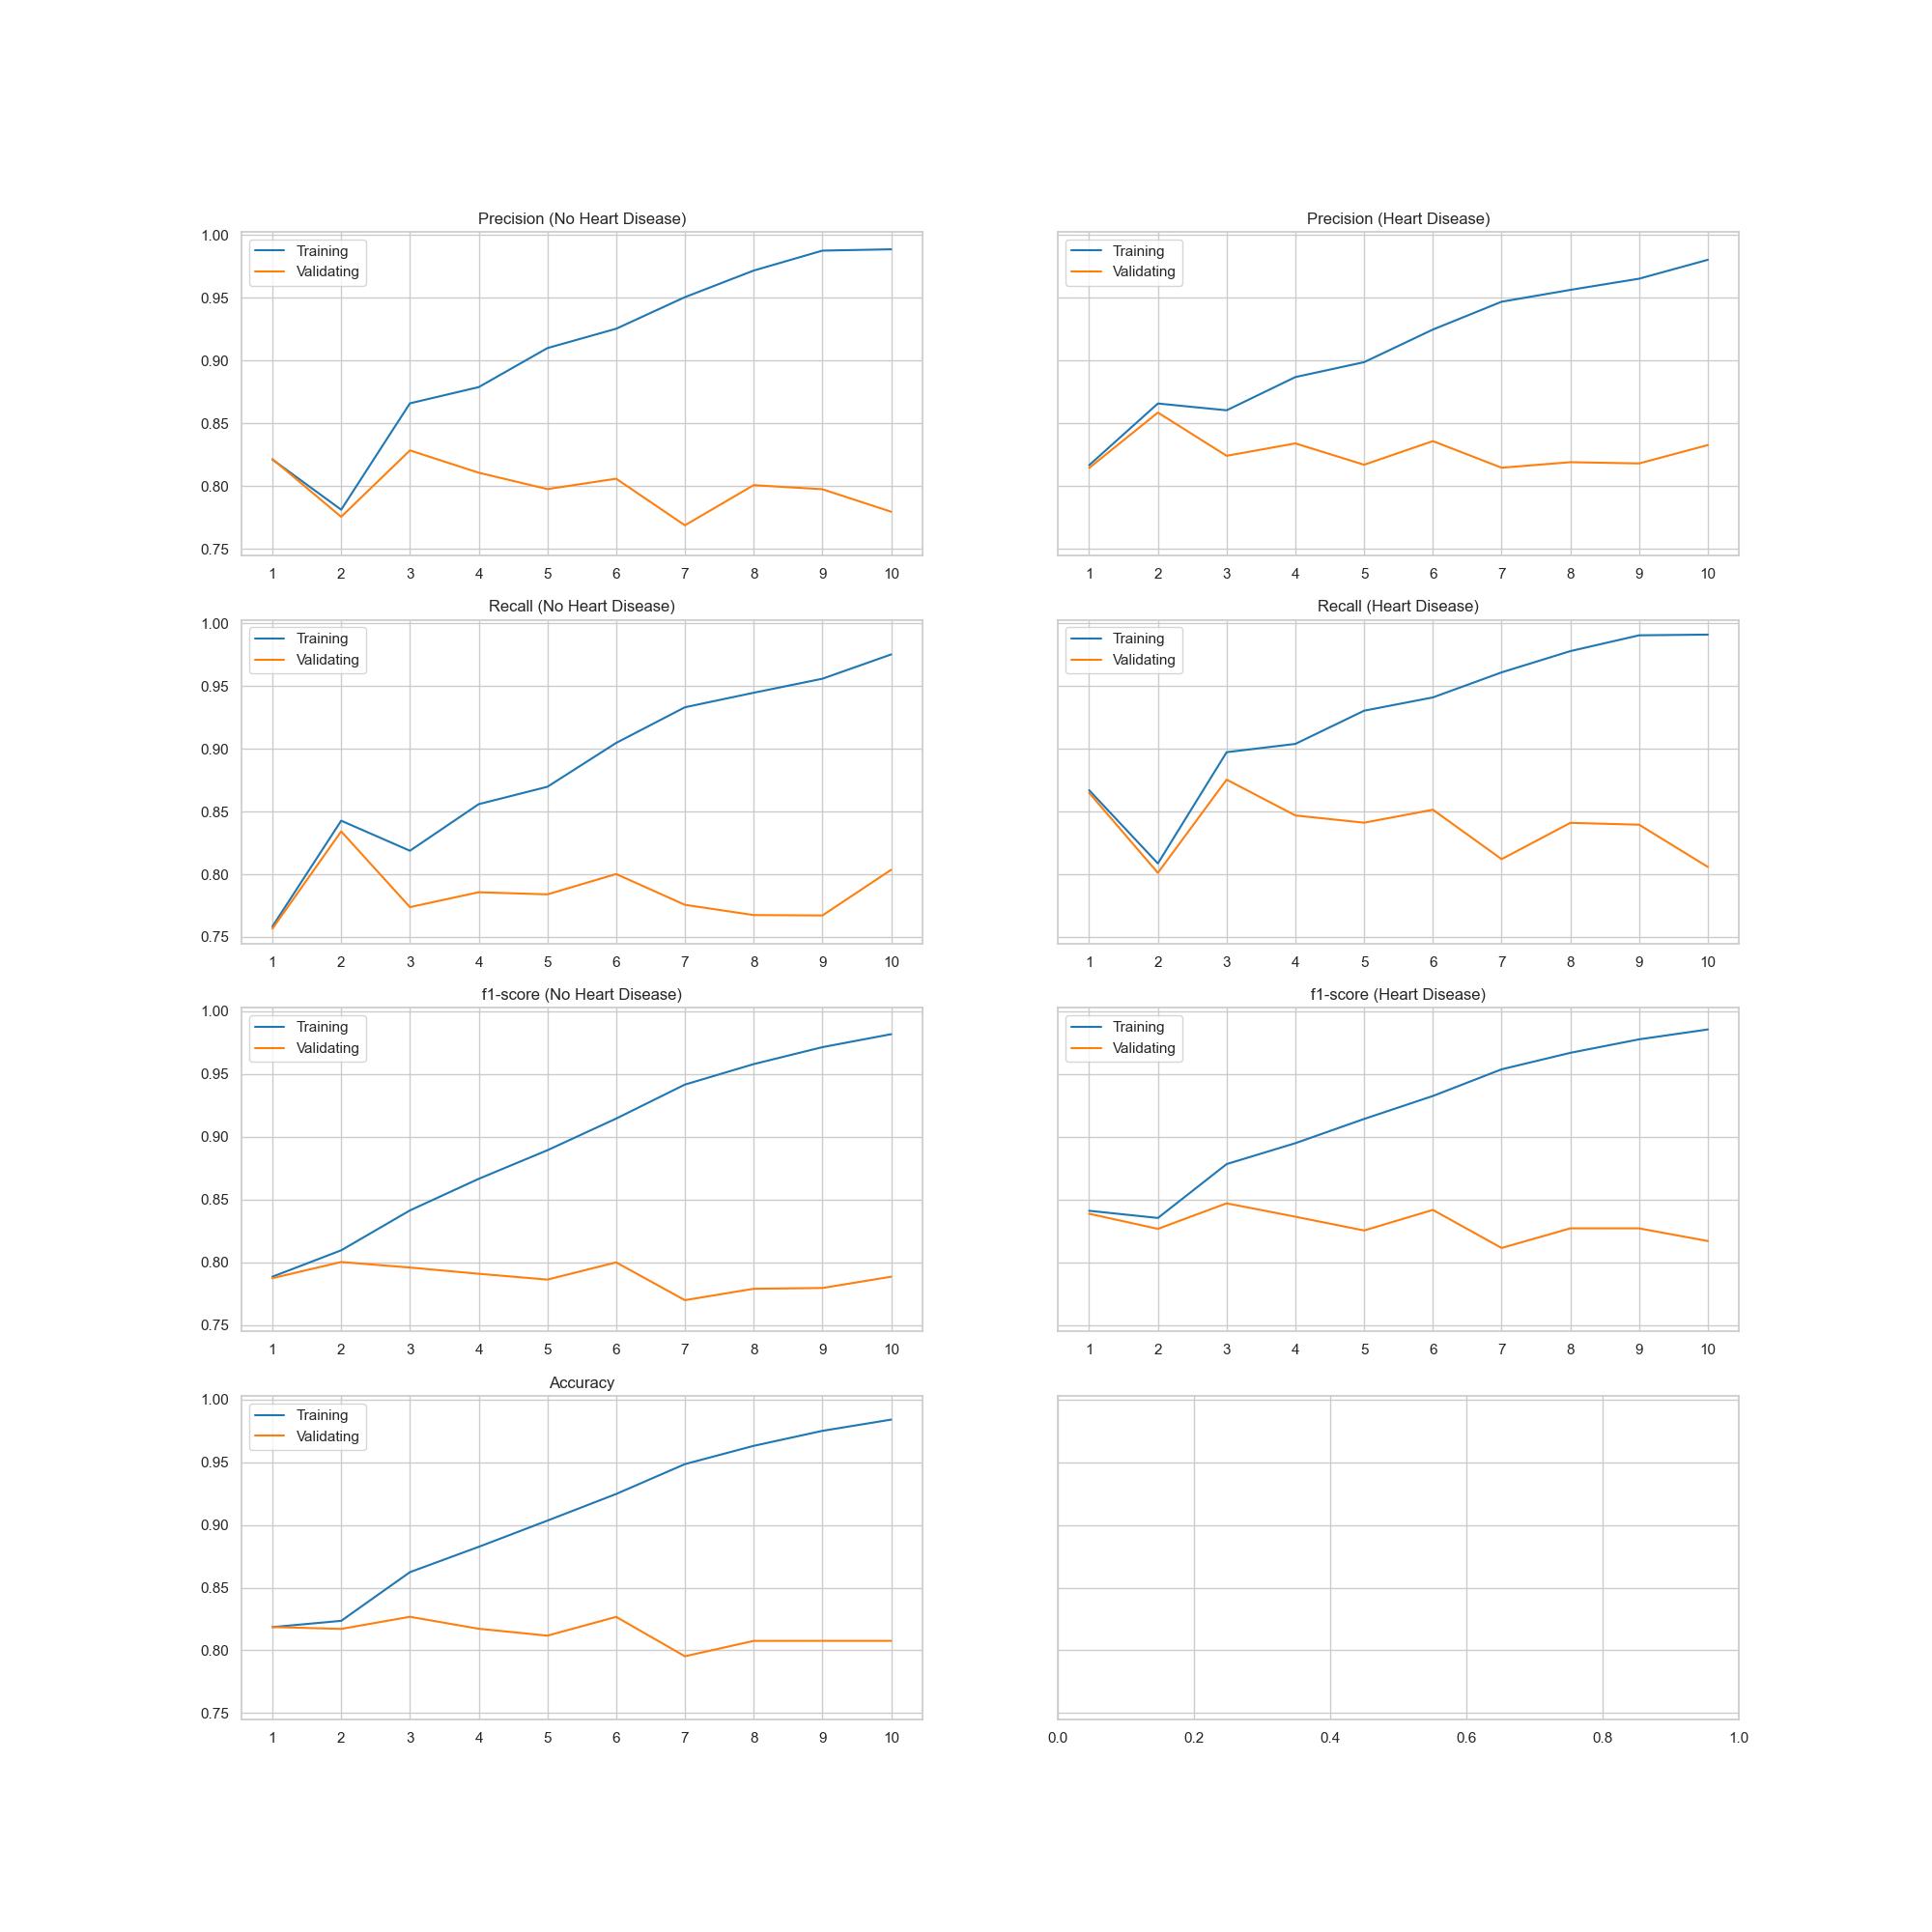 Precision (No Heart Disease)
1.00
0.95
0.90
0.85
0.80
0.75
Training
Validating
1 2 3 4 5 6 7 8 9 10
Precision (Heart Disease)
Training
Validating
1 2 3 4 5 6 7 8 9 10
Recall (No Heart Disease)
1.00
0.95
0.90
0.85
0.80
0.75
Training
Validating
1 2 3 4 5 6 7 8 9 10
Recall (Heart Disease)
Training
Validating
1 2 3 4 5 6 7 8 9 10
f1-score (No Heart Disease)
1.00
0.95
0.90
0.85
0.80
0.75
Training
Validating
1 2 3 4 5 6 7 8 9 10
f1-score (Heart Disease)
Training
Validating
1 2 3 4 5 6 7 8 9 10
Accuracy
1.00
0.95
0.90
0.85
0.80
0.75
Training
Validating
1 2 3 4 5 6 7 8 9 10
0.0 0.2 0.4 0.6 0.8 1.0